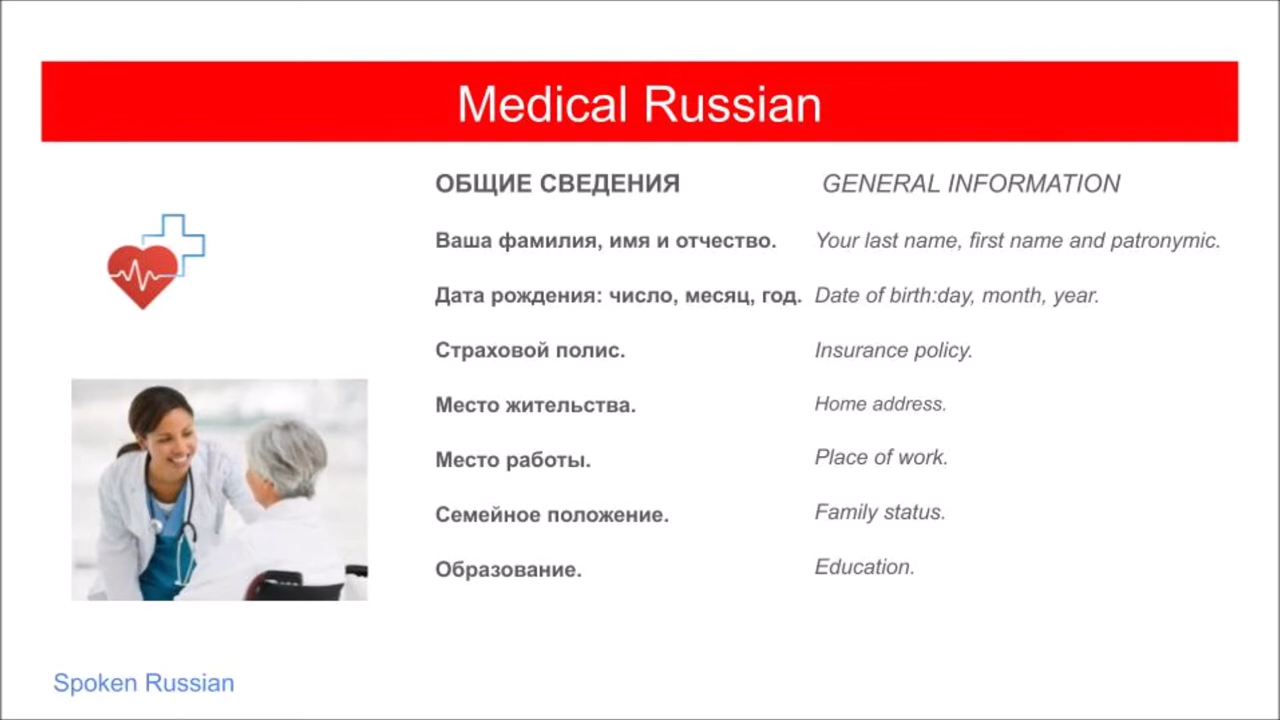 Medical Russian
ОБЩИЕ СВЕДЕНИЯ GENERAL INFORMATION
Ваша фамилия, имя и отчество. Your last name, first name and patronymic.
Дата рождения: число, месяц, год. Date of birth:day, month, year.
Страховой полис. Insurance policy.
Место жительства. Home address.
Место работы. Place of work.
Семейное положение. Family status.
Образование. Education.
Spoken Russian